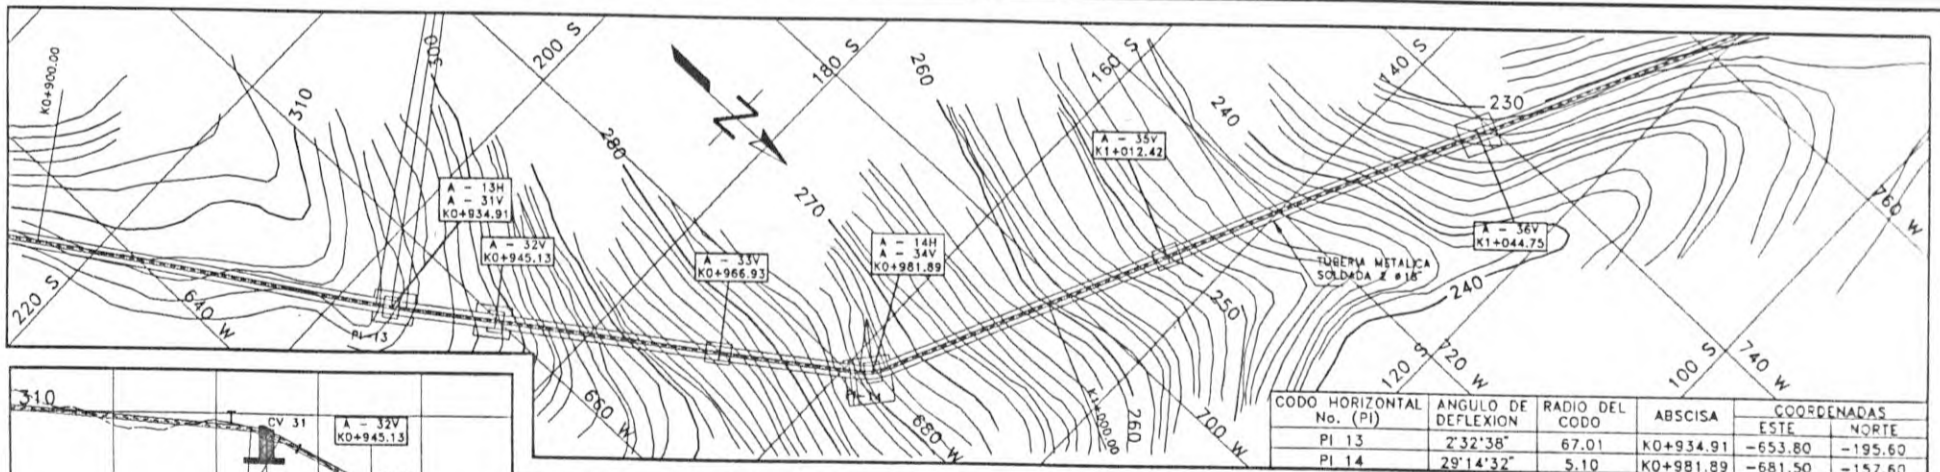 K0+900.00
300
310
200 S
180 S
260
160 S
240
140 S
230
280
270
A - 35V
K1+012.42
A - 13H
A - 31V
K0+934.91
A - 32V
K0+945.13
A - 33V
K0+966.93
A - 14H
A - 34V
K0+981.89
N
A - 36V
K1+044.75
760 W
TUBERIA METALICA
240
250
220 S
640 W
PI-13
PI-14
660 W
680 W
K1+000.00
260
700 W
120 S
720 W
100 S
740 W
310
CV 31
A - 32V
K0+945.13
CODO HORIZONTAL No. (PI) ANGULO DE DEFLEXION RADIO DEL CODO ABSCISA COORDENADAS
ESTE NORTE
PI 13 2°32'38" 67.01 K0+934.91 -653.80 -195.60
PI 14 29°14'32" 5.10 K0+981.89 -681.50 -157.60